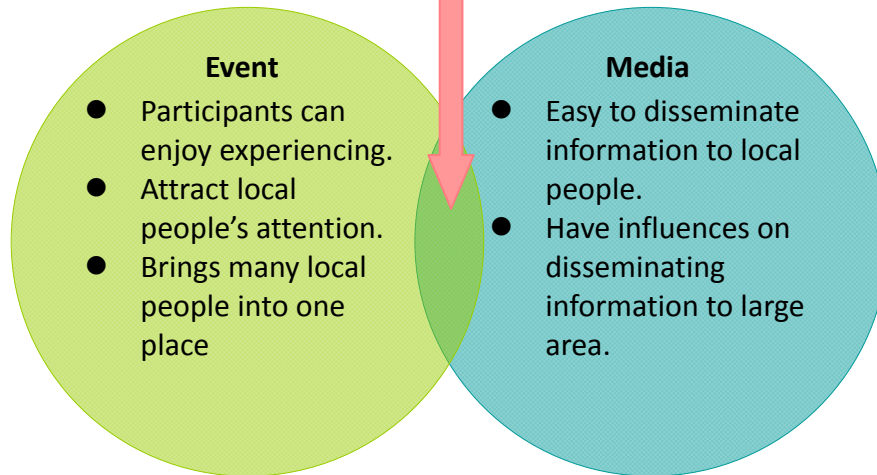 Event
● Participants can
enjoy experiencing.
● Attract local
people’s attention.
● Brings many local
people into one
place
Media
● Easy to disseminate
information to local
people.
● Have influences on
disseminating
information to large
area.